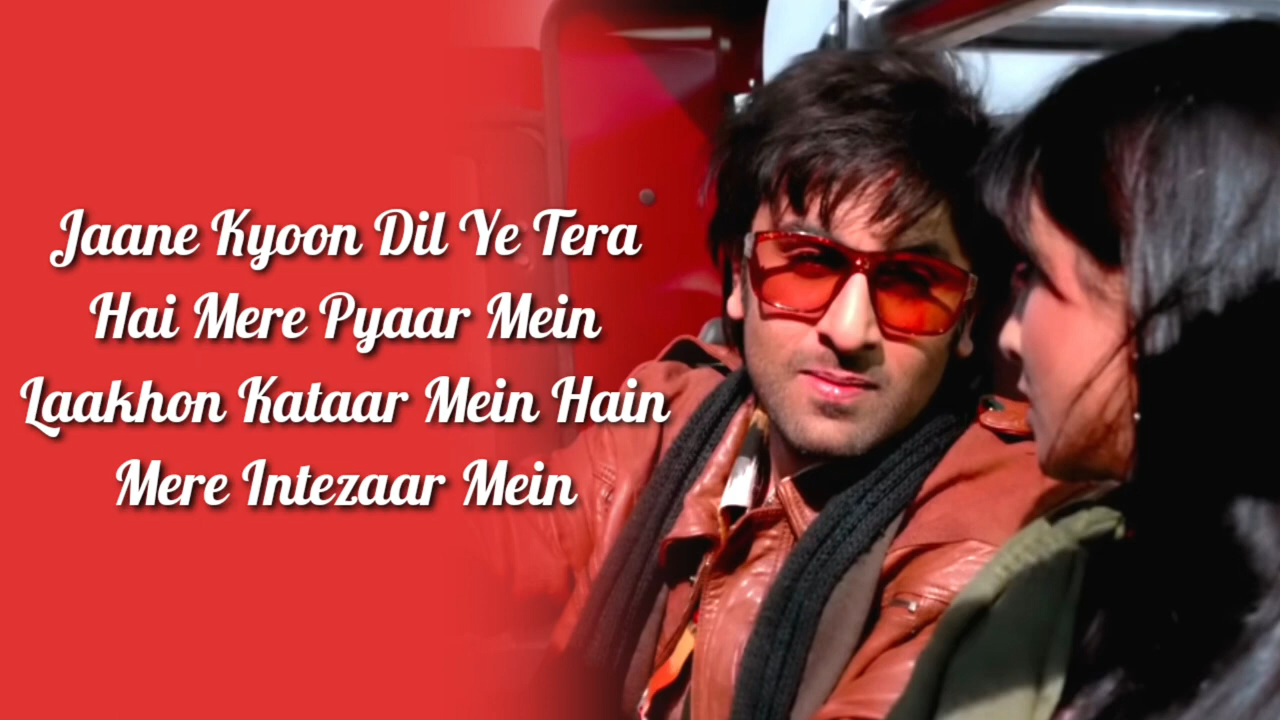 Jaane Kyoon Dil Ye Tera
Hai Mere Pyaar Mein
Laakhon Kataar Mein Hain
Mere Intezaar Mein